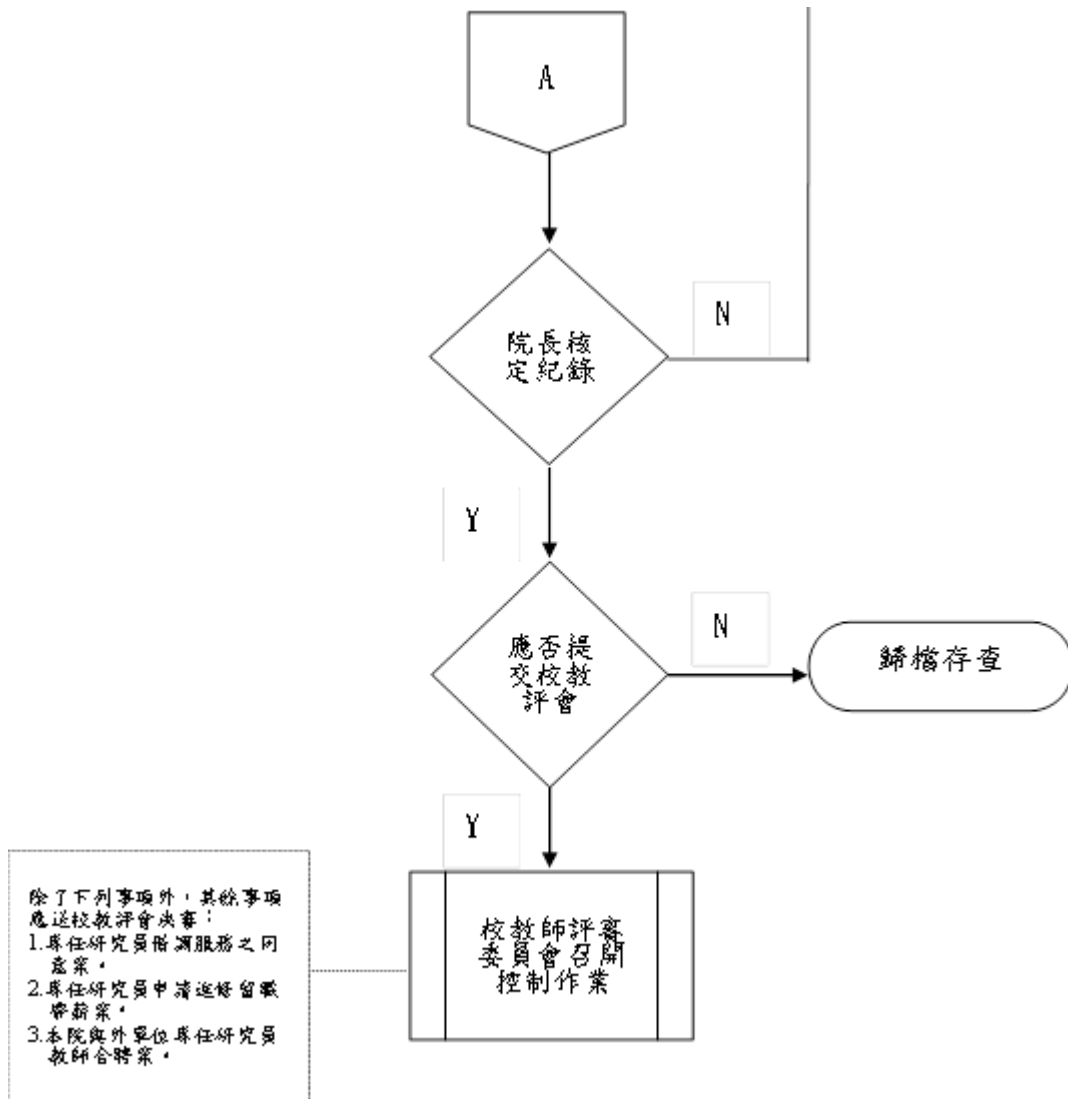 A
院長核
定紀錄
N
Y
應否提
交校教
評會
N
歸檔存查
Y
校教師評審
委員會召開
控制作業
除了下列事項外，其餘事項
應送校教評會決審：
1.專任研究員借調服務之同
意案。
2.專任研究員申請進修留職
帶薪案。
3.本院與外單位專任研究員
教師合聘案。